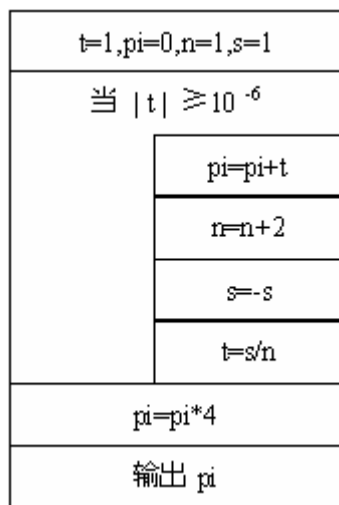 t=1,pi=0,n=1,s=1
当 |t| ≥10 -6
pi=pi+t
n=n+2
s=-s
t=s/n
pi=pi*4
输出 pi